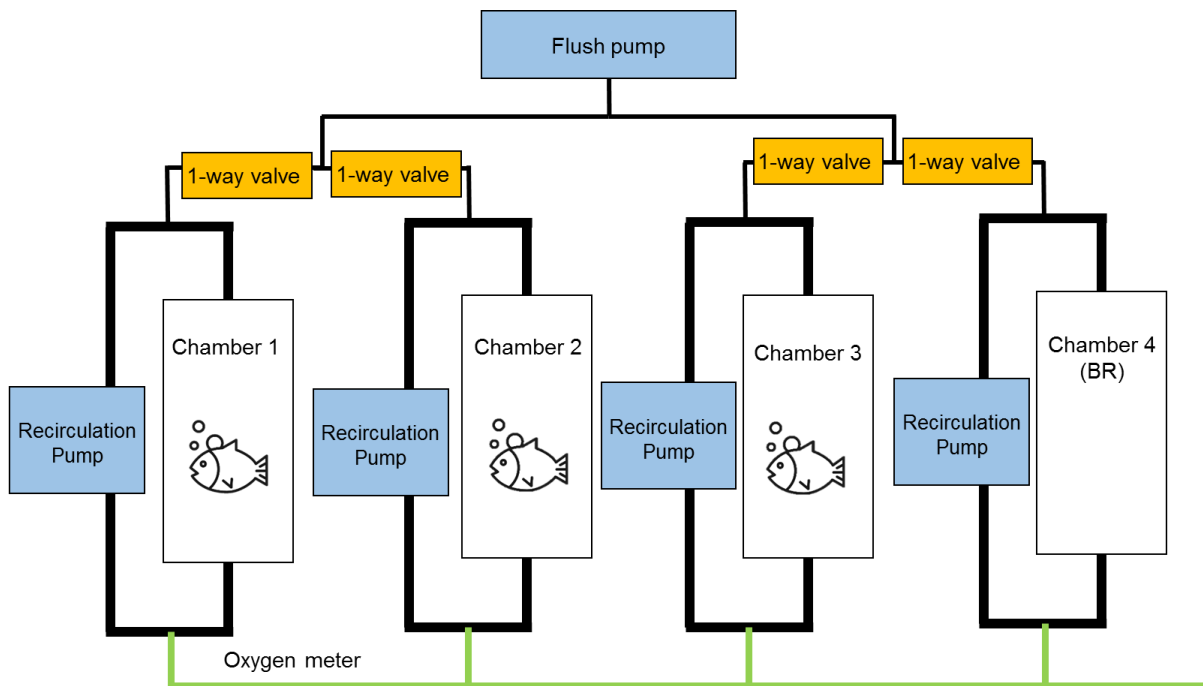 Flush pump
1-way valve
1-way valve
1-way valve
1-way valve
Chamber 1
Chamber 2
Chamber 3
Chamber 4
(BR)
Recirculation
Pump
Recirculation
Pump
Recirculation
Pump
Recirculation
Pump
Oxygen meter